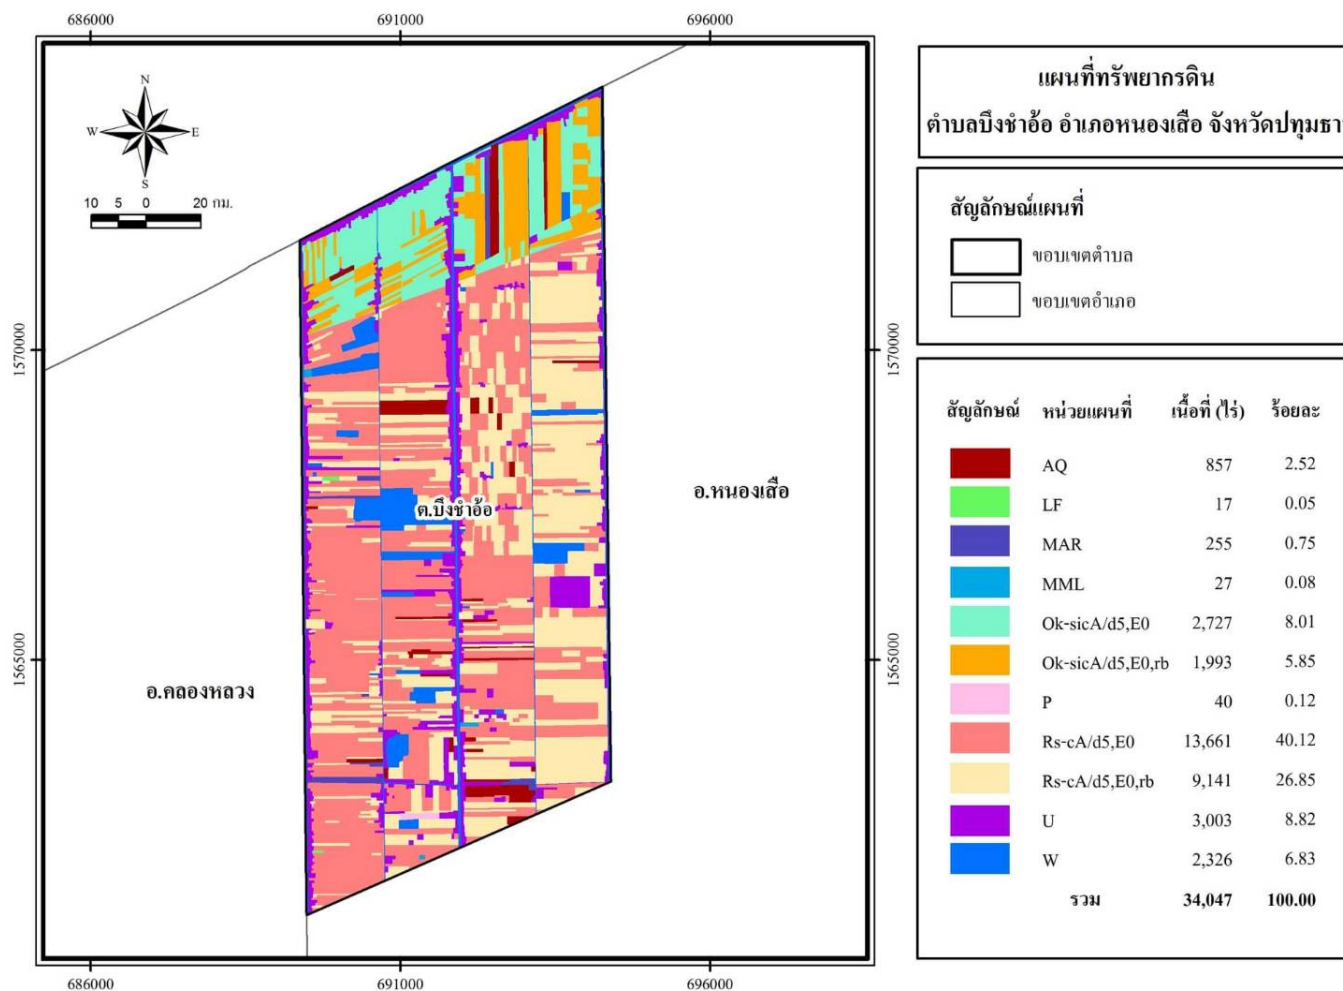 686000 691000 696000
แผนที่ทรัพยากรดิน
ตำบลบึงชำอ้อ อำเภอหนองเสือ จังหวัดปทุมธา
N
W E
S
10 5 0 20 กม.
สัญลักษณ์แผนที่
ขอบเขตตำบล
ขอบเขตอำเภอ
1570000 1570000
สัญลักษณ์ หน่วยแผนที่ เนื้อที่ (ไร่) ร้อยละ
AQ 857 2.52
LF 17 0.05
MAR 255 0.75
MML 27 0.08
Ok-sicA/d5,E0 2,727 8.01
Ok-sicA/d5,E0,rb 1,993 5.85
P 40 0.12
Rs-cA/d5,E0 13,661 40.12
Rs-cA/d5,E0,rb 9,141 26.85
U 3,003 8.82
W 2,326 6.83
รวม 34,047 100.00
อ.หนองเสือ
ต.บึงชำอ้อ
1565000 1565000
อ.คลองหลวง
686000 691000 696000